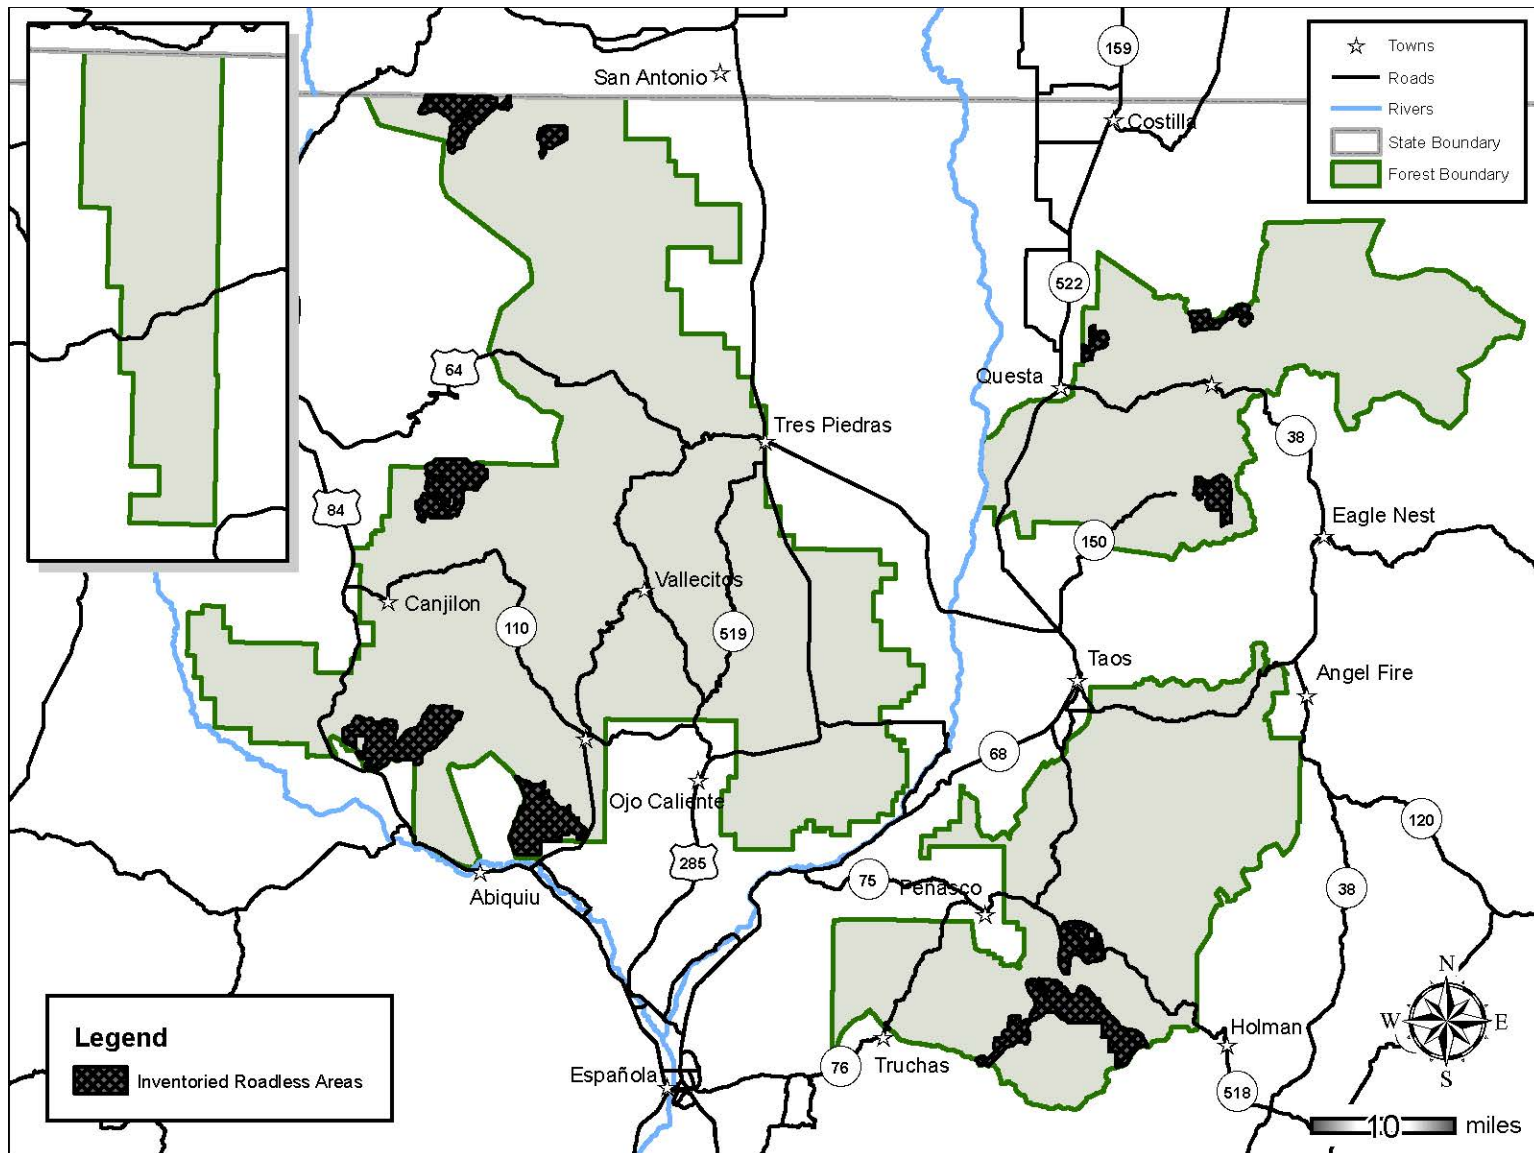 159
Towns
San Antonio
Roads
Rivers
Costilla
State Boundary
Forest Boundary
522
64
Questa
Tres Piedras
38
84
Eagle Nest
150
Vallecitos
Canjilon
110
519
Taos
Angel Fire
68
Ojo Caliente
120
285
75
Peñasco
38
Abiquiu
N
W
E
S
Legend
Holman
Inventoried Roadless Areas
Española
76
Truchas
518
10
miles